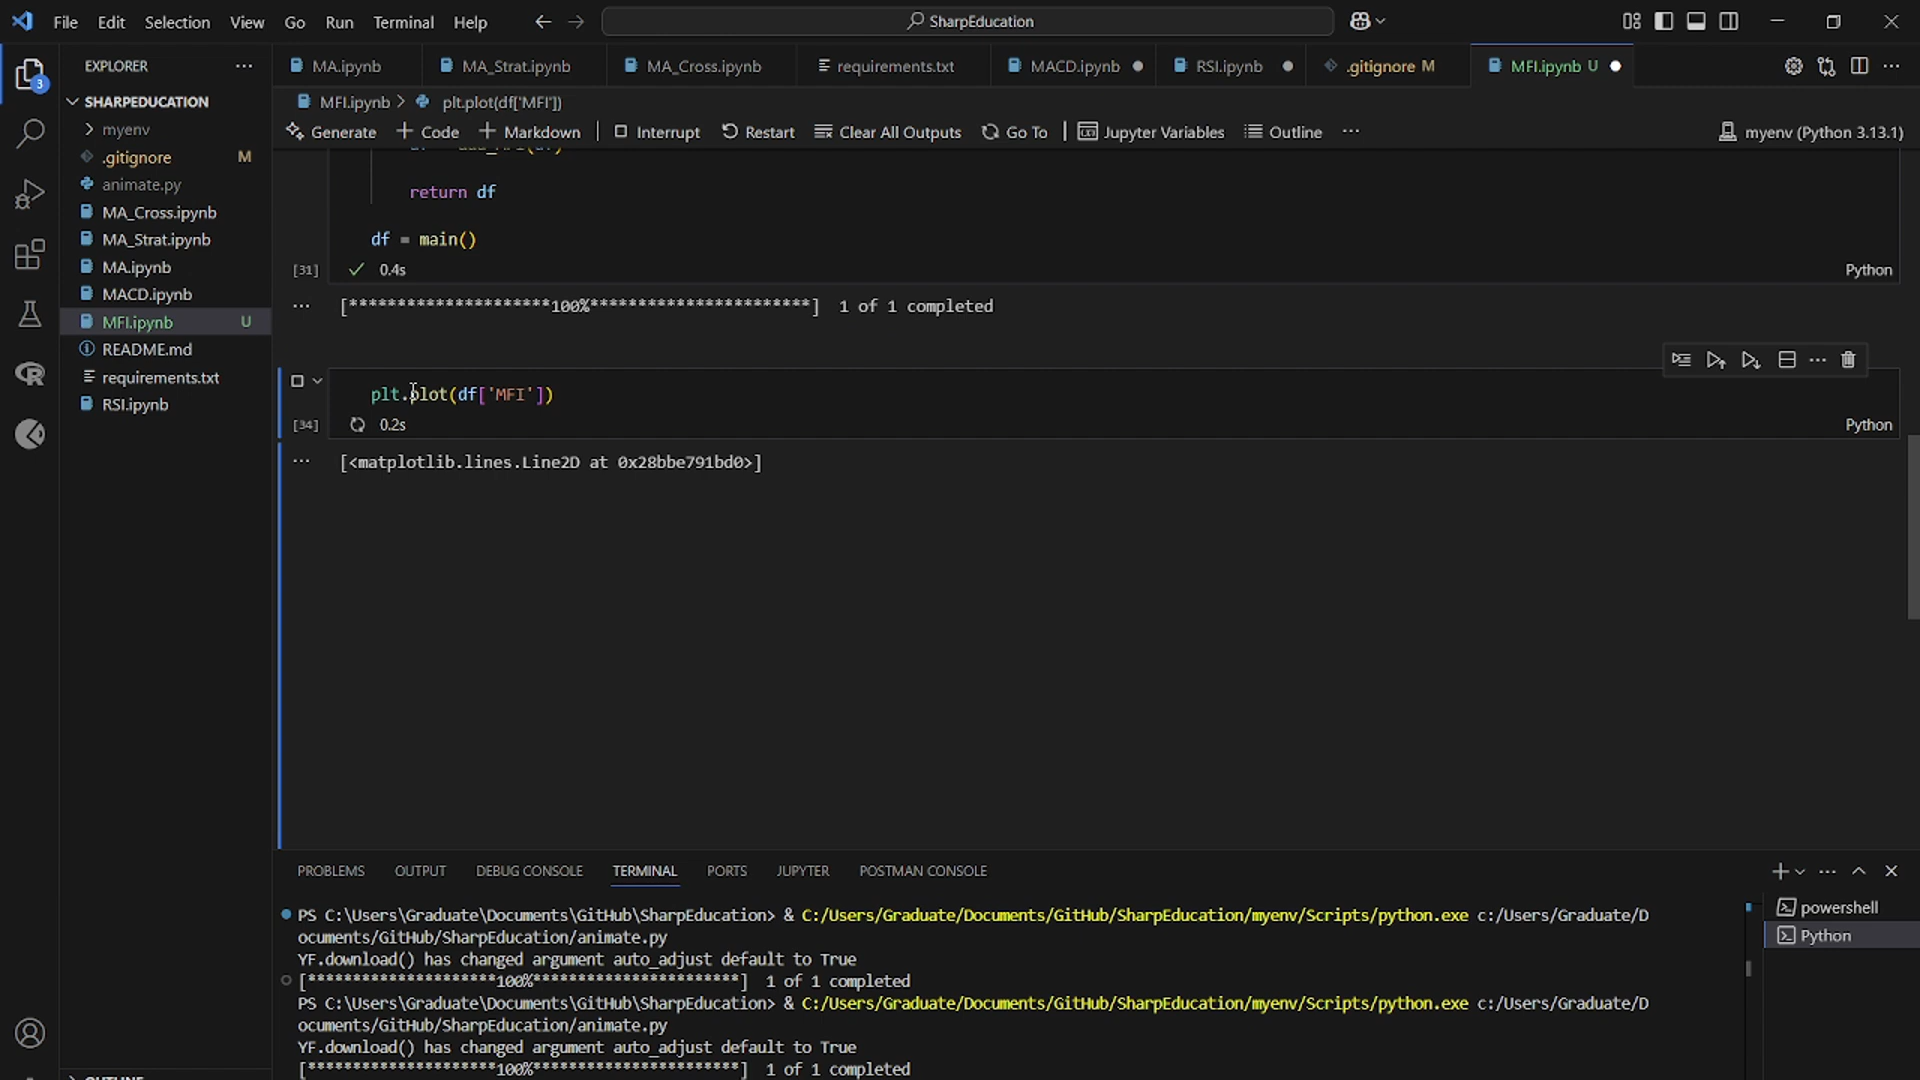 File Edit Selection View Go Run Terminal Help
SharpEducation
EXPLORER
MA.ipynb MA_Strat.ipynb MA_Cross.ipynb requirements.txt MACD.ipynb RSI.ipynb .gitignore M MFI.ipynb U
SHARPEDUCATION
MFI.ipynb > plt.plot(df['MFI'])
Generate + Code + Markdown Interrupt Restart Clear All Outputs Go To Jupyter Variables Outline ... myenv (Python 3.13.1)
3
myenv
.gitignore M
animate.py
MA_Cross.ipynb
MA_Strat.ipynb
MA.ipynb
MACD.ipynb
MFI.ipynb U
README.md
requirements.txt
RSI.ipynb
return df
df = main()
[31] 0.4s Python
[*********************100%***********************] 1 of 1 completed
plt.plot(df['MFI'])
[34] 0.2s Python
[<matplotlib.lines.Line2D at 0x28bbe791bd0>]
PROBLEMS OUTPUT DEBUG CONSOLE TERMINAL PORTS JUPYTER POSTMAN CONSOLE
PS C:\Users\Graduate\Documents\GitHub\SharpEducation> & C:/Users/Graduate/Documents/GitHub/SharpEducation/myenv/Scripts/python.exe c:/Users/Graduate/D
ocuments/GitHub/SharpEducation/animate.py
YF.download() has changed argument auto_adjust default to True
[*********************100%***********************] 1 of 1 completed
PS C:\Users\Graduate\Documents\GitHub\SharpEducation> & C:/Users/Graduate/Documents/GitHub/SharpEducation/myenv/Scripts/python.exe c:/Users/Graduate/D
ocuments/GitHub/SharpEducation/animate.py
YF.download() has changed argument auto_adjust default to True
[*********************100%***********************] 1 of 1 completed
powershell
Python
OUTLINE